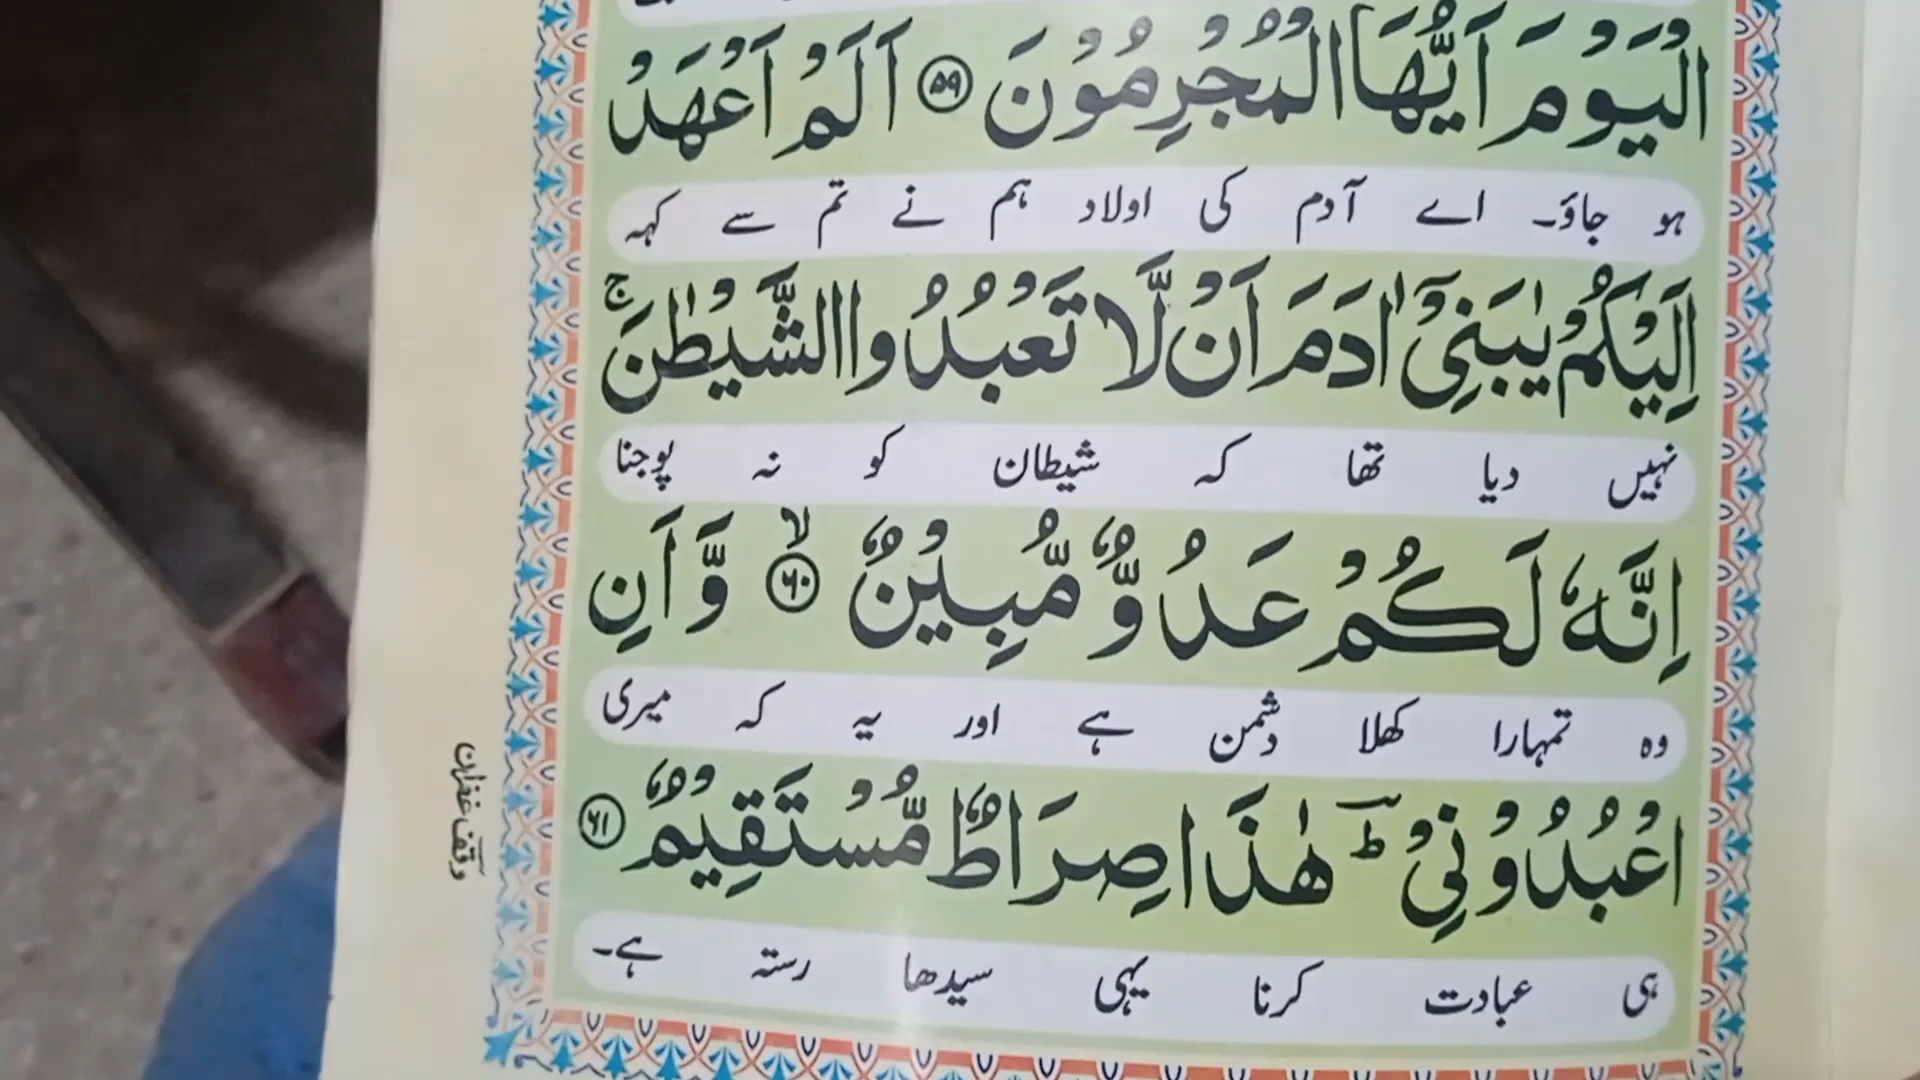 الْيَوْمَ اَيُّهَا الْمُجْرِمُوْنَ ﴿۵۹﴾ اَلَمْ اَعْهَدْ
ہو جاؤ۔ اے آدم کی اولاد ہم نے تم سے کہہ
اِلَيْكُمْ يٰبَنِىْٓ اٰدَمَ اَنْ لَّا تَعْبُدُوا الشَّيْطٰنَ ۚ
نہیں دیا تھا کہ شیطان کو نہ پوجنا
اِنَّهٗ لَكُمْ عَدُوٌّ مُّبِيْنٌ ﴿۶۰﴾ ۙ وَّ اَنِ
وہ تمہارا کھلا دشمن ہے اور یہ کہ میری
اعْبُدُوْنِىْ ؔ ؕ هٰذَا صِرَاطٌ مُّسْتَقِيْمٌ ﴿۶۱﴾
ہی عبادت کرنا یہی سیدھا رستہ ہے۔
وقف غفران